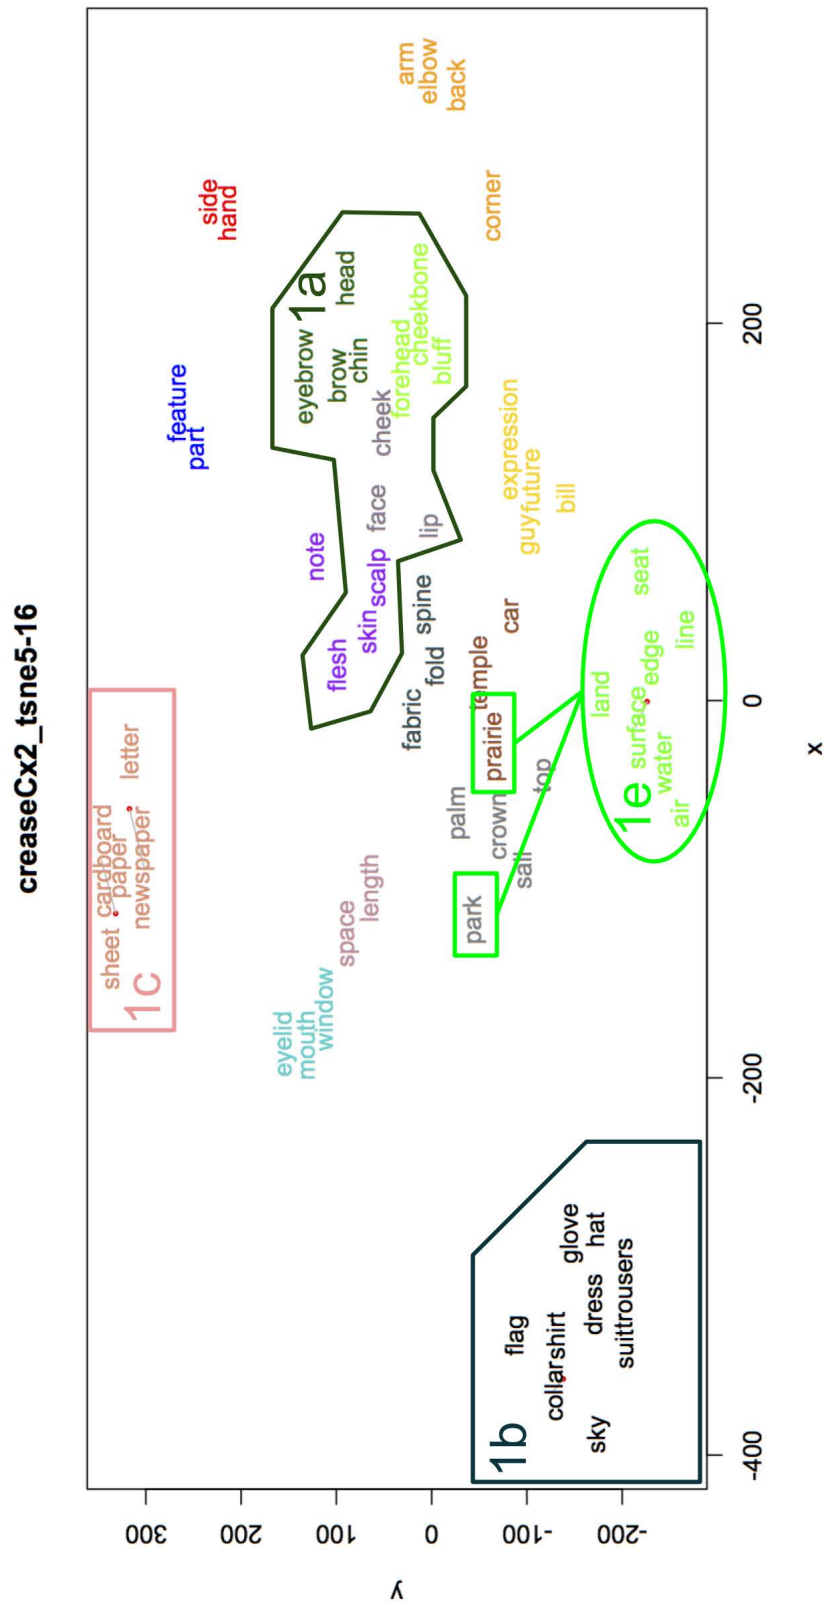 creaseCx2_tsne5-16
sheet cardboard letter
paper
newspaper
1c
side
hand
feature
part
eyelid
mouth
window
eyebrow 1a
brow head
chin
note
space
length
flesh
skin scalp face cheek
forehead
cheekbone
bluff
lip
arm
elbow
back
fabric fold spine
palm
park crown prairie temple car
sail top
corner
expression
guy future
bill
1b
flag
collar shirt
glove
hat
dress
sky suit trousers
land
1e surface edge seat
water
air line
y
300
200
100
0
-100
-200
-400
-200
0
200
x